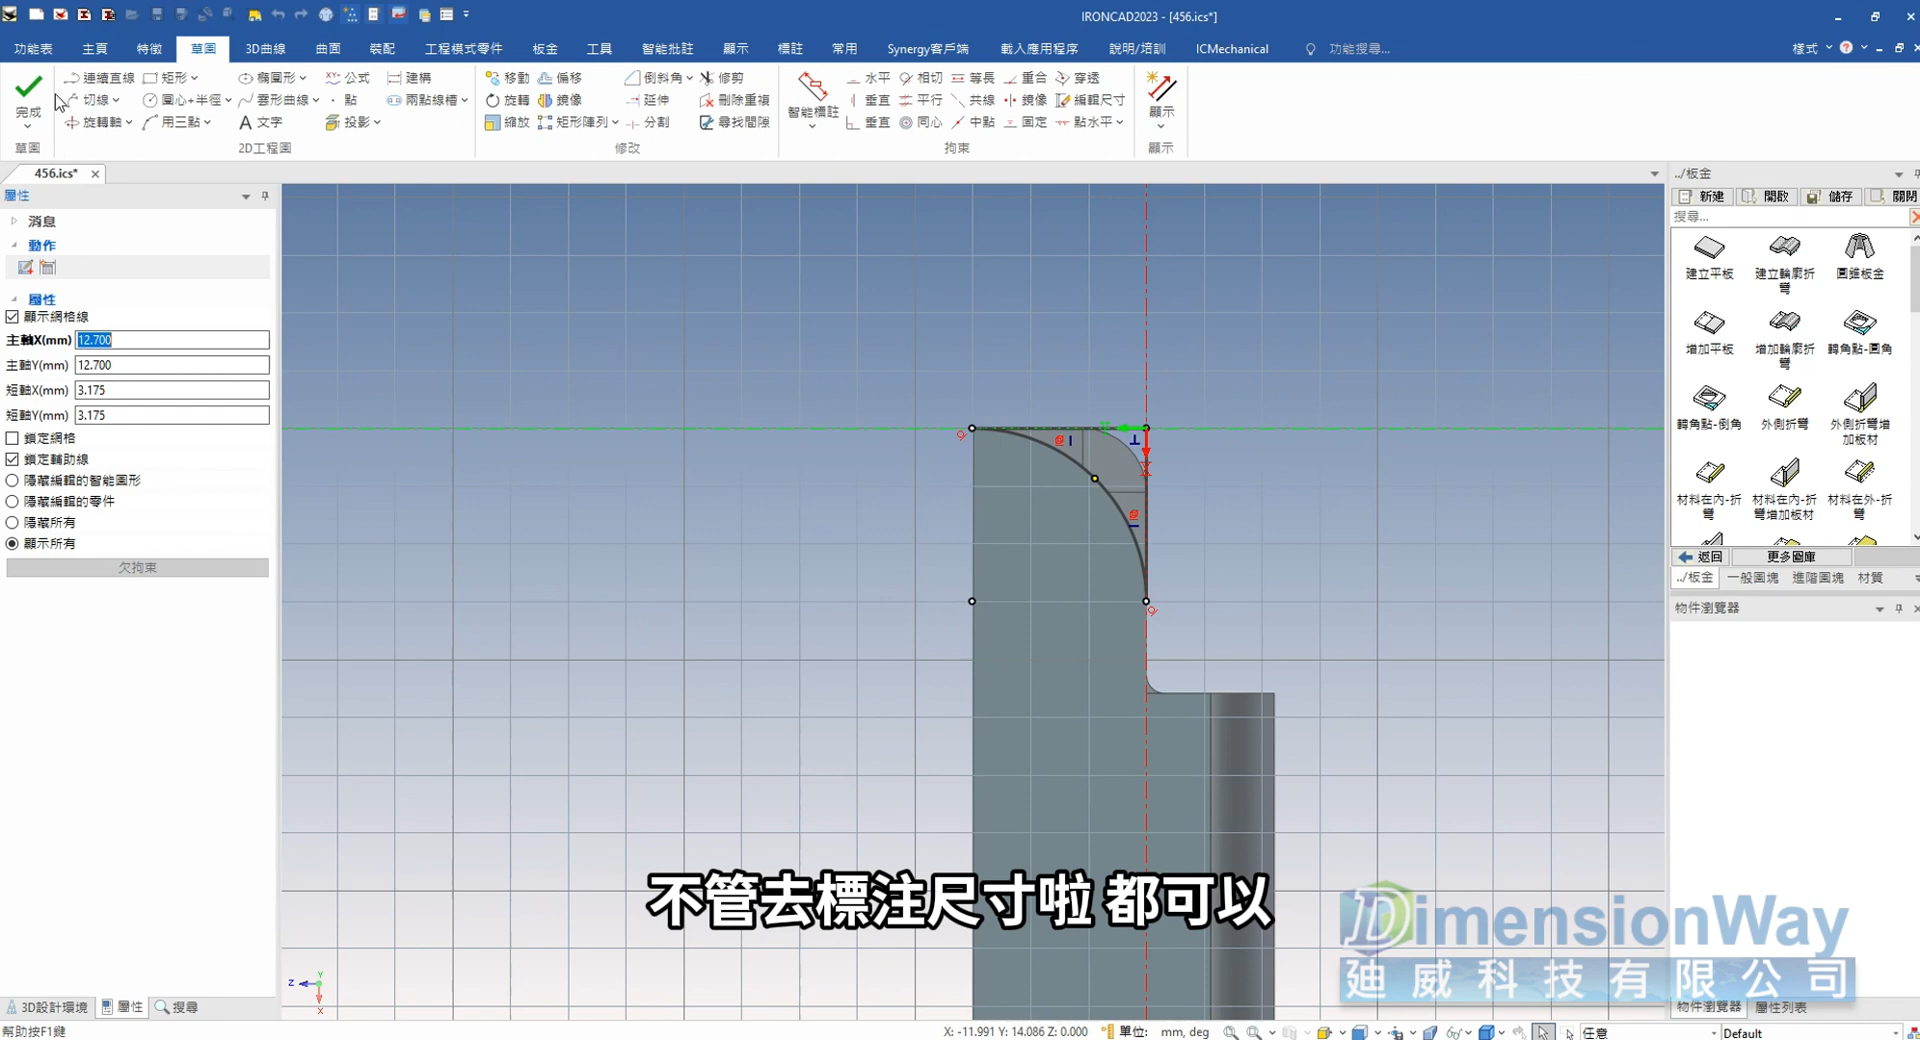 IRONCAD2023 - [456.ics*]
功能表 主頁 特徵 草圖 3D曲線 曲面 裝配 工程模式零件 板金 工具 智能批註 顯示 標註 常用 Synergy客戶端 載入應用程序 說明/培訓 ICMechanical 功能搜尋... 樣式
連續直線 矩形 橢圓形 公式 建構 移動 偏移 倒斜角 修剪 水平 相切 等長 重合 穿透
切線 圓心+半徑 雲形曲線 點 兩點線槽 旋轉 鏡像 延伸 刪除重複 垂直 平行 共線 鏡像 編輯尺寸
完成 智能標註 顯示
旋轉軸 用三點 文字 投影 縮放 矩形陣列 分割 尋找間隙 垂直 同心 中點 固定 點水平
草圖 2D工程圖 修改 拘束 顯示
456.ics*
屬性
消息
動作
屬性
顯示網格線
主軸X(mm) 12.700
主軸Y(mm) 12.700
短軸X(mm) 3.175
短軸Y(mm) 3.175
鎖定網格
鎖定輔助線
隱藏編輯的智能圖形
隱藏編輯的零件
隱藏所有
顯示所有
欠拘束
../板金
新建 開啟 儲存 關閉
搜尋...
建立平板 建立輪廓折彎 圓錐板金
增加平板 增加輪廓折彎 轉角點-圓角
轉角點-倒角 外側折彎 外側折彎增加板材
材料在內-折彎 材料在內-折彎增加板材 材料在外-折彎
返回 更多圖庫
../板金 一般圖塊 進階圖塊 材質
物件瀏覽器
不管去標注尺寸啦 都可以
DimensionWay
廸威科技有限公司
Z Y X
3D設計環境 屬性 搜尋
物件瀏覽器 屬性列表
幫助按F1鍵
X: -11.991 Y: 14.086 Z: 0.000 單位: mm, deg 任意 Default